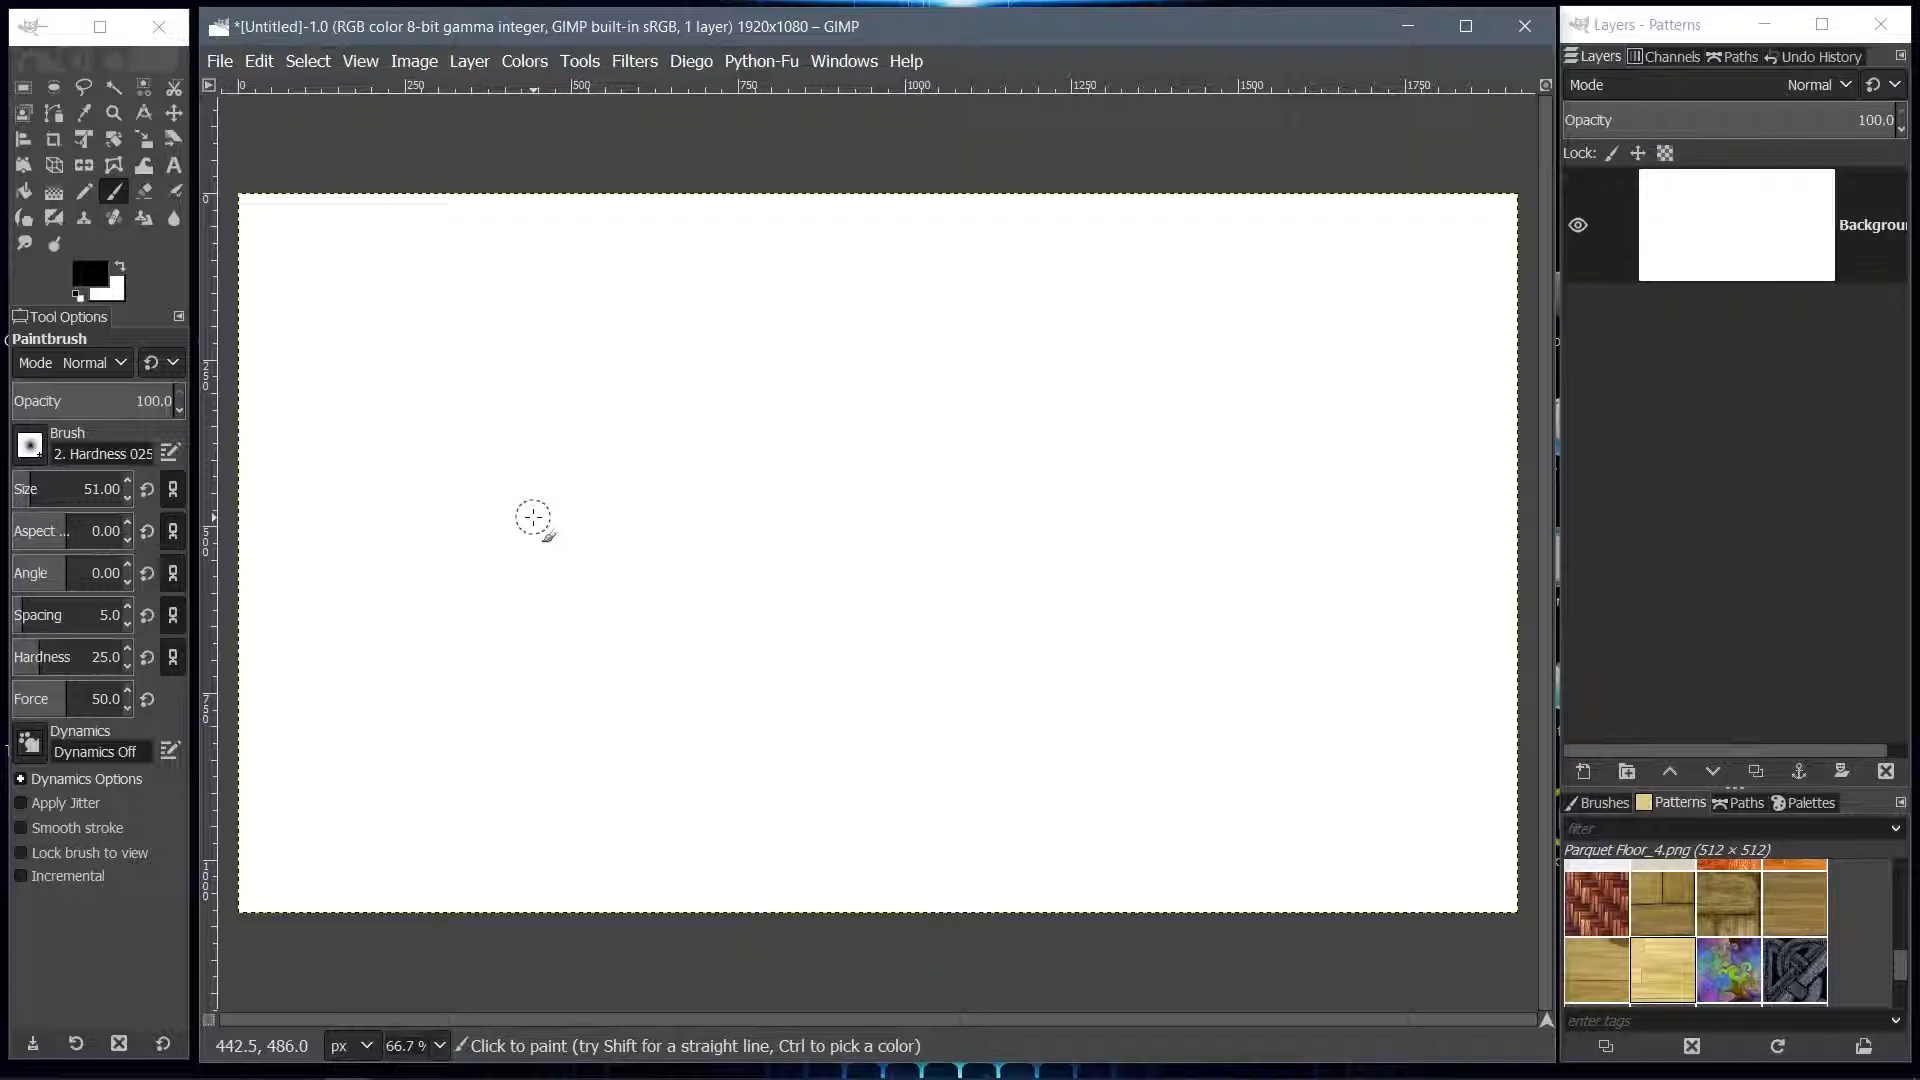 *[Untitled]-1.0 (RGB color 8-bit gamma integer, GIMP built-in sRGB, 1 layer) 1920x1080 – GIMP
File Edit Select View Image Layer Colors Tools Filters Diego Python-Fu Windows Help
0 250 500 750 1000 1250 1500 1750
0
250
500
750
1000
Tool Options
Paintbrush
Mode Normal
Opacity 100.0
Brush
2. Hardness 025
Size 51.00
Aspect ... 0.00
Angle 0.00
Spacing 5.0
Hardness 25.0
Force 50.0
Dynamics
Dynamics Off
Dynamics Options
Apply Jitter
Smooth stroke
Lock brush to view
Incremental
442.5, 486.0 px 66.7 % Click to paint (try Shift for a straight line, Ctrl to pick a color)
Layers - Patterns
Layers Channels Paths Undo History
Mode Normal
Opacity 100.0
Lock:
Backgrou
Brushes Patterns Paths Palettes
filter
Parquet Floor_4.png (512 × 512)
enter tags